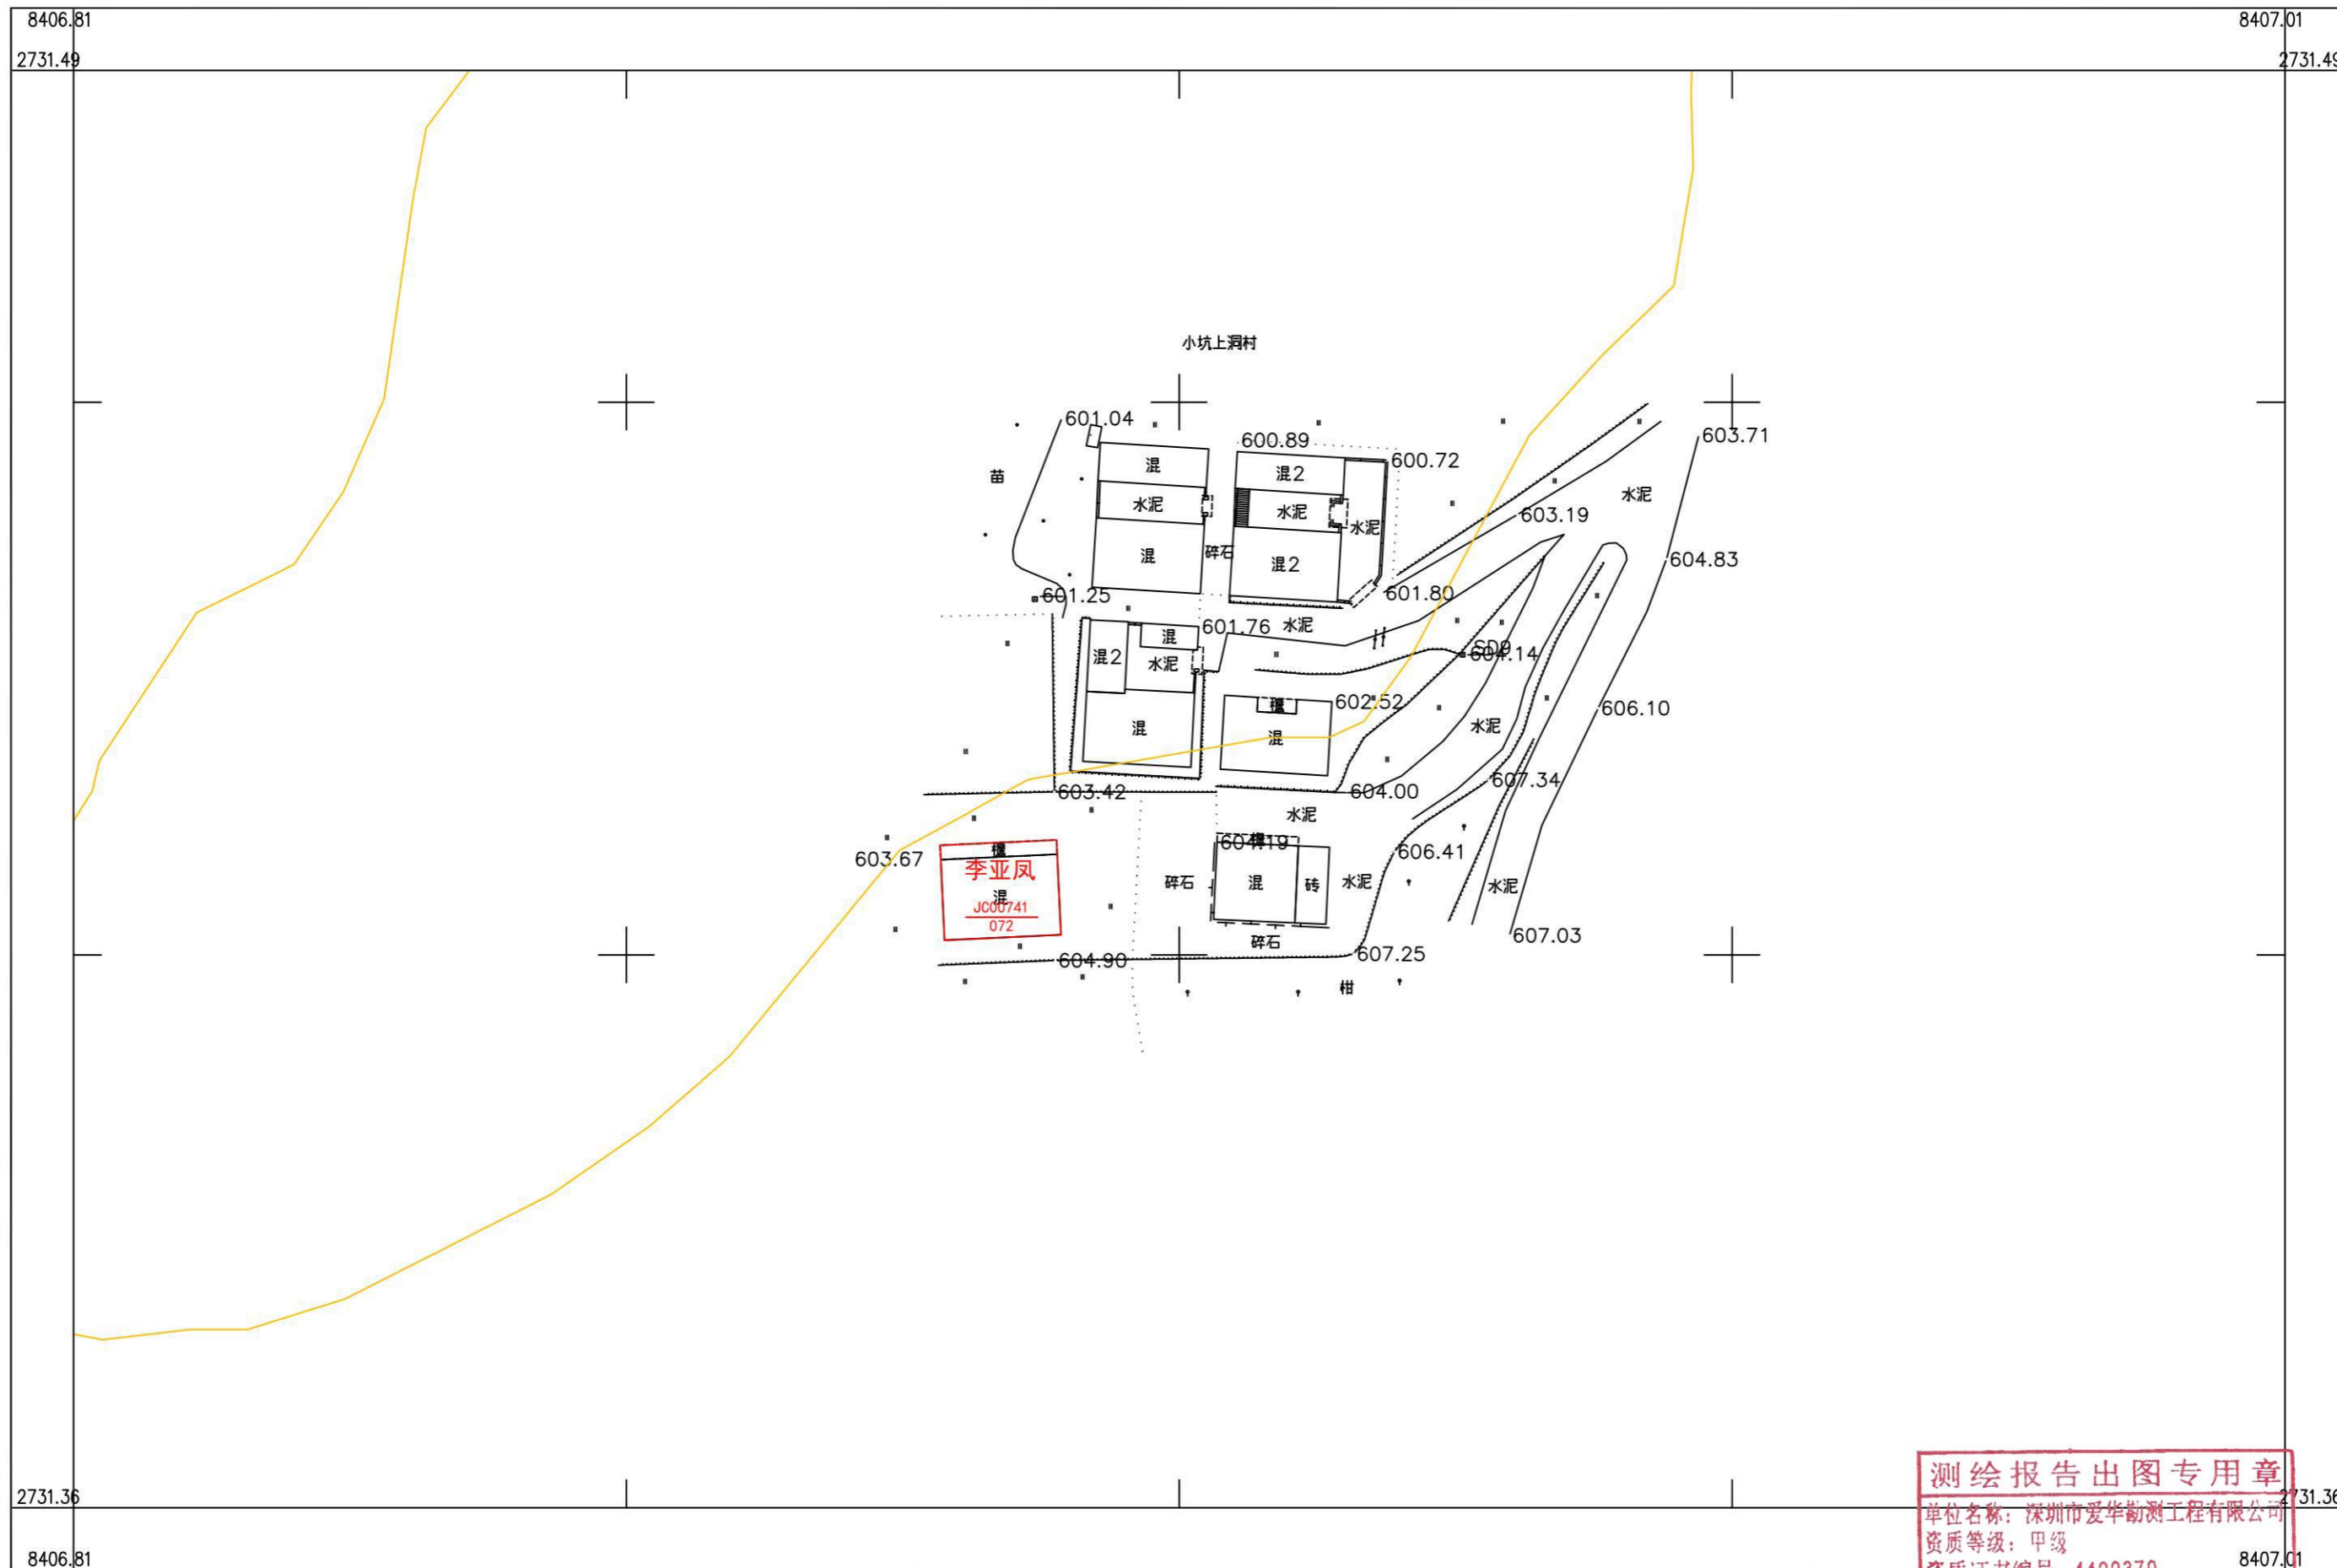 8406.81
8407.01
2731.49
2731.49
小坑上洞村
601.04
603.71
600.89
600.72
混
混2
苗
水泥
水泥
水泥
603.19
水泥
碎石
混
混2
604.83
601.80
601.25
601.76
水泥
混
混2
水泥
SD9
604.14
602.52
606.10
水泥
混
混
607.34
603.42
604.00
水泥
604.19
606.41
603.67
李亚凤
混
JC00741
072
碎石
混
砖
水泥
水泥
碎石
607.03
607.25
604.90
柑
测绘报告出图专用章
2731.36
2731.36
单位名称：深圳市爱华勘测工程有限公司
资质等级：甲级
8406.81
8407.01